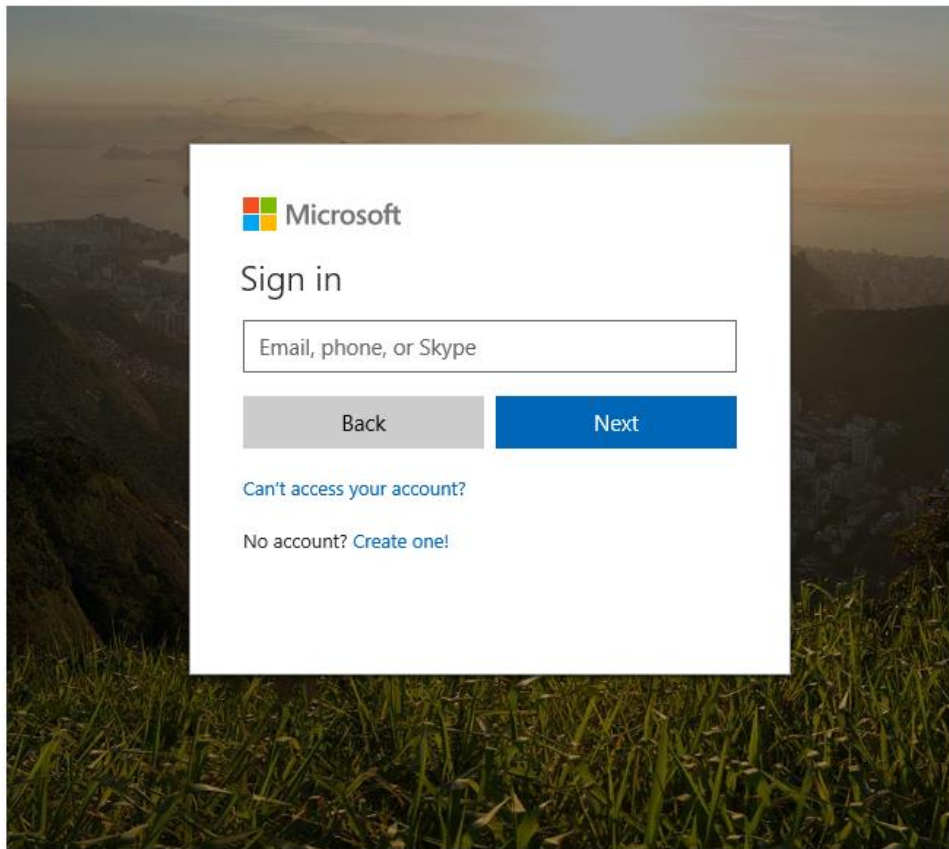 Microsoft
Sign in
Email, phone, or Skype
Back
Next
Can't access your account?
No account? Create one!